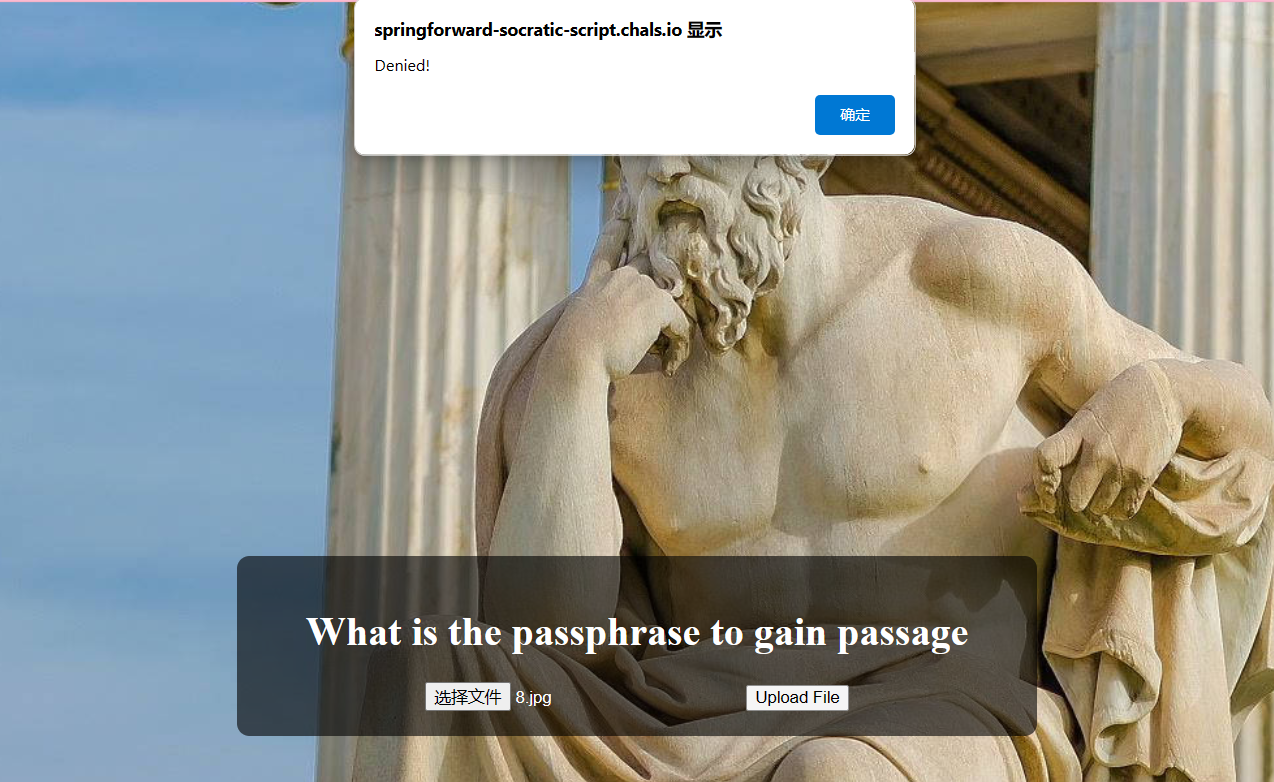 springforward-socratic-script.chals.io 显示
Denied!
确定
What is the passphrase to gain passage
选择文件 8.jpg
Upload File